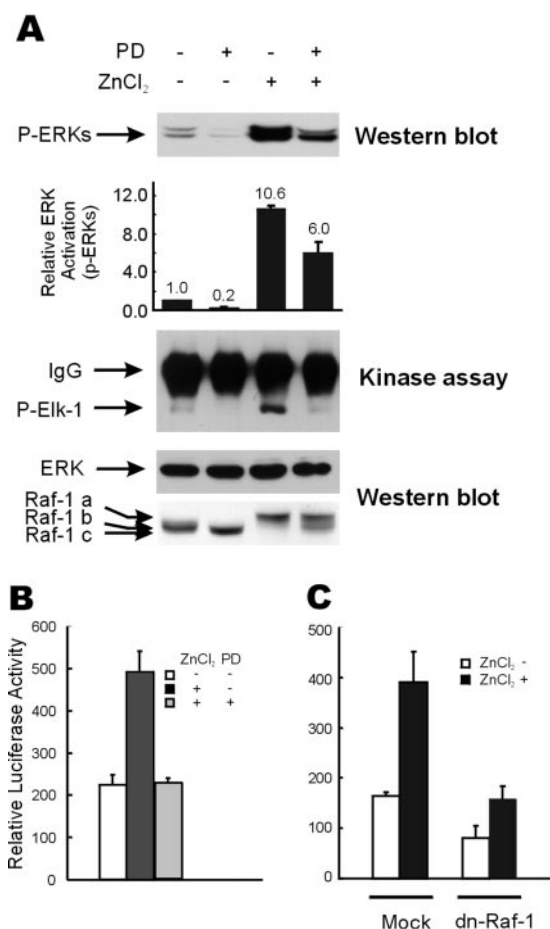 A
PD - + - +
ZnCl₂ - - + +
P-ERKs
Western blot
Relative ERK
Activation
(p-ERKs)
12.0
8.0
4.0
0.0
1.0
0.2
10.6
6.0
IgG
Kinase assay
P-Elk-1
ERK
Raf-1 a
Raf-1 b
Raf-1 c
Western blot
B
Relative Luciferase Activity
600
500
400
300
200
100
0
ZnCl₂ PD
- -
+ -
+ +
C
500
400
300
200
100
0
ZnCl₂ -
ZnCl₂ +
Mock
dn-Raf-1